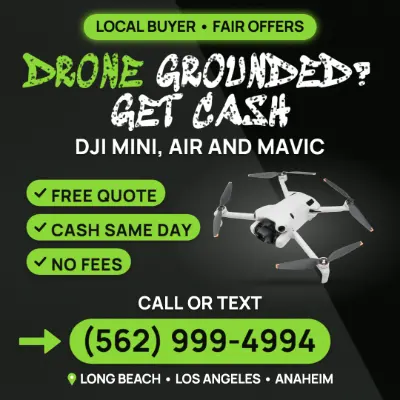 LOCAL BUYER • FAIR OFFERS
DRONE GROUNDED?
GET CASH
DJI MINI, AIR AND MAVIC
FREE QUOTE
CASH SAME DAY
NO FEES
CALL OR TEXT
(562) 999-4994
LONG BEACH • LOS ANGELES • ANAHEIM